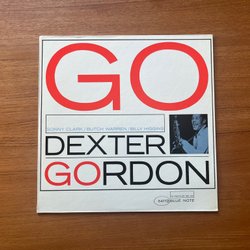 GO
SONNY CLARK/BUTCH WARREN/BILLY HIGGINS
DEXTER
GORDON
BLUE NOTE